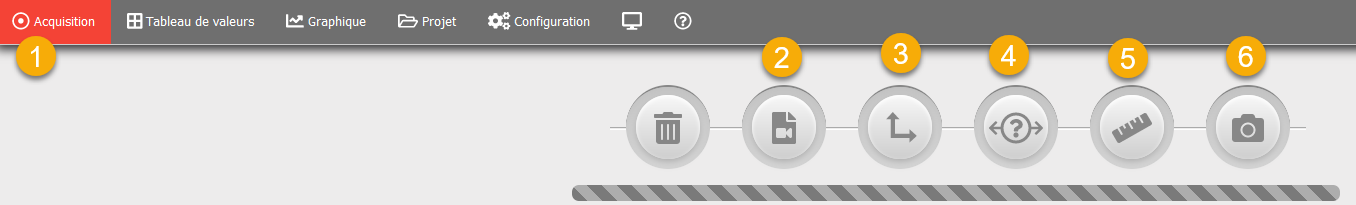 Acquisition Tableau de valeurs Graphique Projet Configuration ?
1 2 3 4 5 6
?